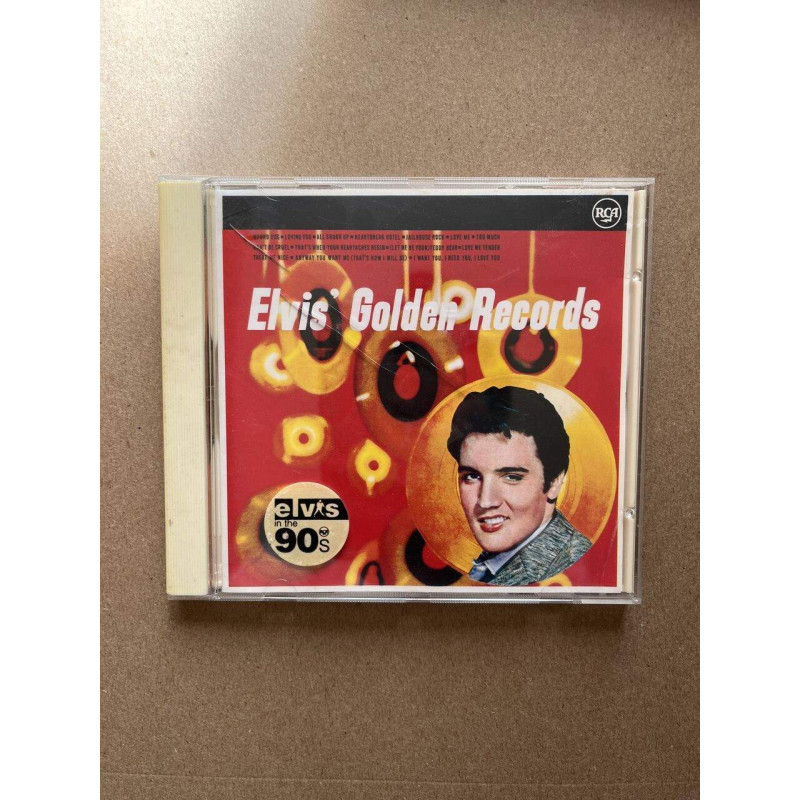 RCA
HOUND DOG ★ LOVING YOU ★ ALL SHOOK UP ★ HEARTBREAK HOTEL ★ JAILHOUSE ROCK ★ LOVE ME ★ TOO MUCH
DON'T BE CRUEL ★ THAT'S WHEN YOUR HEARTACHES BEGIN ★ (LET ME BE YOUR) TEDDY BEAR ★ LOVE ME TENDER
TREAT ME NICE ★ ANYWAY YOU WANT ME (THAT'S HOW I WILL BE) ★ I WANT YOU, I NEED YOU, I LOVE YOU
Elvis' Golden Records
elvis
in the
90s